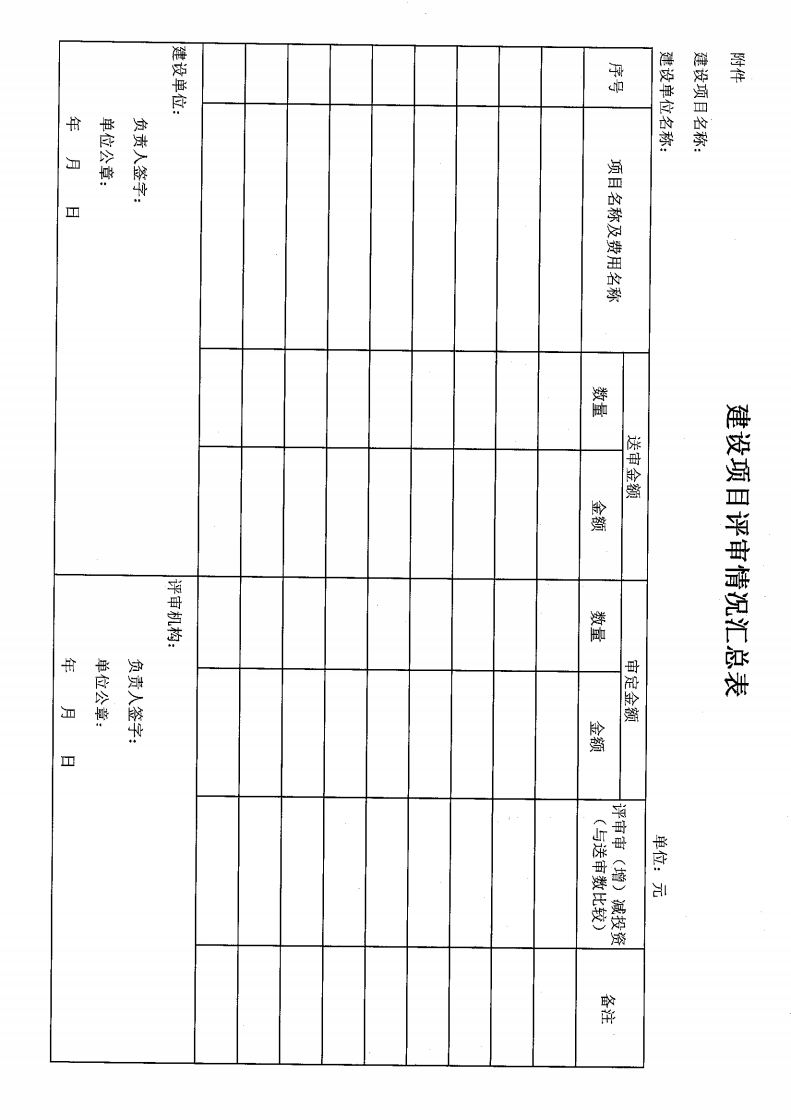 附件
建设项目评审情况汇总表
建设项目名称：
建设单位名称：
单位：元
序号
项目名称及费用名称
送审金额
审定金额
评审审（增）减投资
（与送审数比较）
备注
数量
金额
数量
金额
建设单位：
评审机构：
负责人签字：
负责人签字：
单位公章：
单位公章：
年 月 日
年 月 日